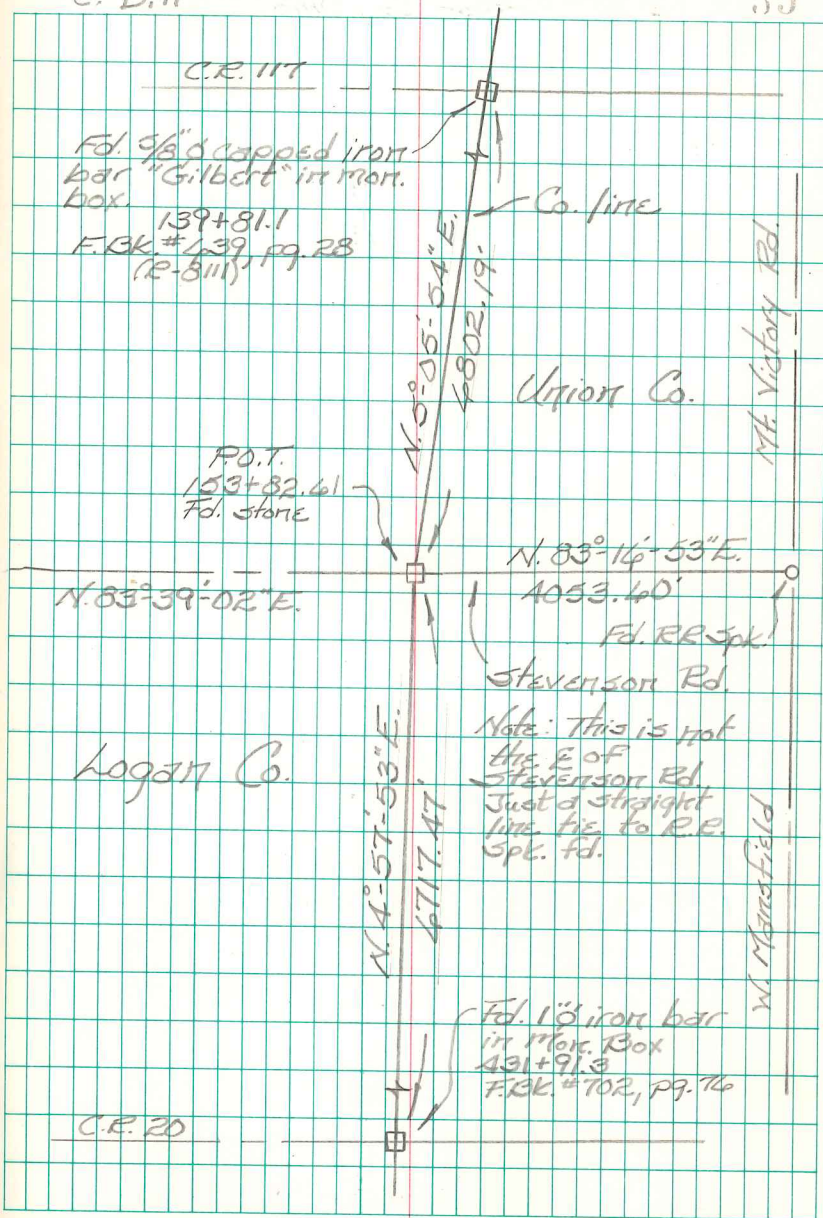 C.R. 117
Fd. 5/8"ø capped iron
bar "Gilbert" in mon.
box.
139+81.1
F.BK. #639, pg. 28
(R-8111)
Co. line
N. 5°-05'-54" E.
6802.19'
Union Co.
Mt. Victory Rd.
P.O.T.
153+82.61
Fd. stone
N. 83°-39'-02" E.
N. 83°-16'-53" E.
4053.60'
Fd. RR Spk.
Stevenson Rd.
Note: This is not
the ℄ of
Stevenson Rd.
Just a straight
line tie to R.R.
Spk. fd.
Logan Co.
N. 4°-57'-53" E.
6717.47'
W. Mansfield
Fd. 1"ø iron bar
in Mon. Box
431+91.3
F.BK. #702, pg. 76
C.R. 20